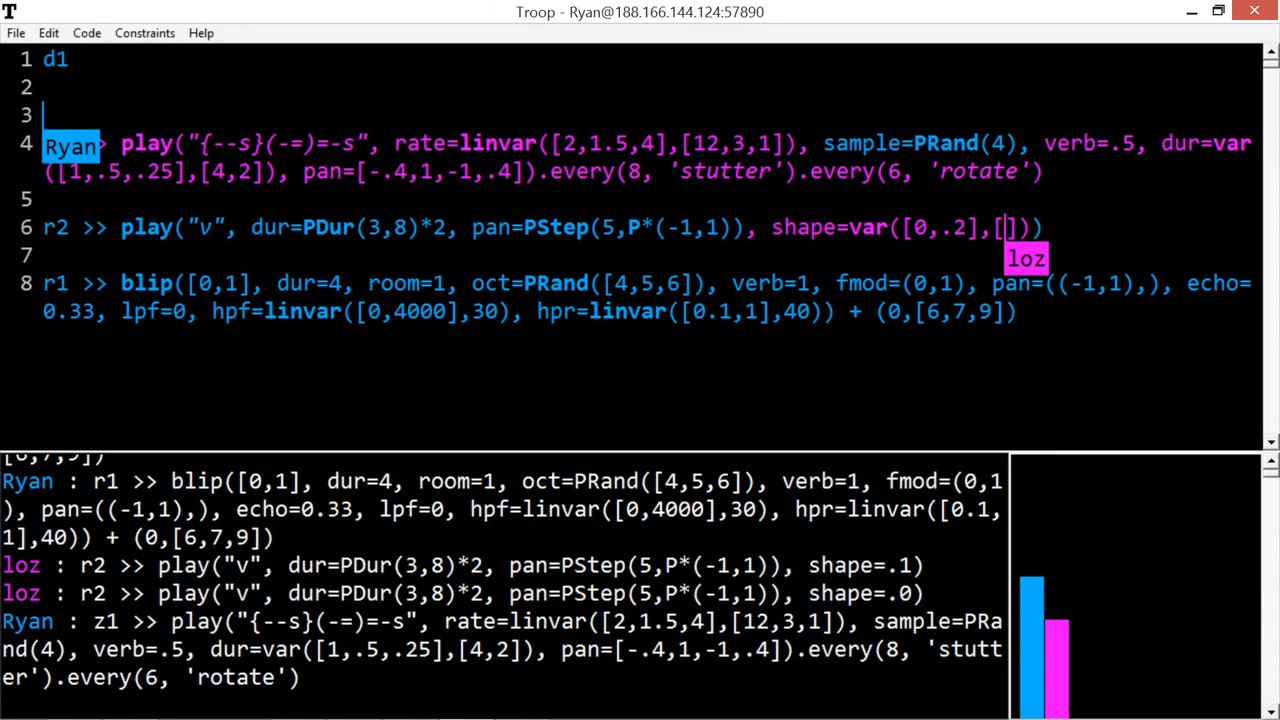 T Troop - Ryan@188.166.144.124:57890
File Edit Code Constraints Help
1 d1
2
3
Ryan
4 > play("{--s}(-=)=-s", rate=linvar([2,1.5,4],[12,3,1]), sample=PRand(4), verb=.5, dur=var
([1,.5,.25],[4,2]), pan=[-.4,1,-1,.4]).every(8, 'stutter').every(6, 'rotate')
5
6 r2 >> play("v", dur=PDur(3,8)*2, pan=PStep(5,P*(-1,1)), shape=var([0,.2],[]))
7
loz
8 r1 >> blip([0,1], dur=4, room=1, oct=PRand([4,5,6]), verb=1, fmod=(0,1), pan=((-1,1),), echo=
0.33, lpf=0, hpf=linvar([0,4000],30), hpr=linvar([0.1,1],40)) + (0,[6,7,9])
[6,7,9])
Ryan : r1 >> blip([0,1], dur=4, room=1, oct=PRand([4,5,6]), verb=1, fmod=(0,1
), pan=((-1,1),), echo=0.33, lpf=0, hpf=linvar([0,4000],30), hpr=linvar([0.1,
1],40)) + (0,[6,7,9])
loz : r2 >> play("v", dur=PDur(3,8)*2, pan=PStep(5,P*(-1,1)), shape=.1)
loz : r2 >> play("v", dur=PDur(3,8)*2, pan=PStep(5,P*(-1,1)), shape=.0)
Ryan : z1 >> play("{--s}(-=)=-s", rate=linvar([2,1.5,4],[12,3,1]), sample=PRa
nd(4), verb=.5, dur=var([1,.5,.25],[4,2]), pan=[-.4,1,-1,.4]).every(8, 'stutt
er').every(6, 'rotate')